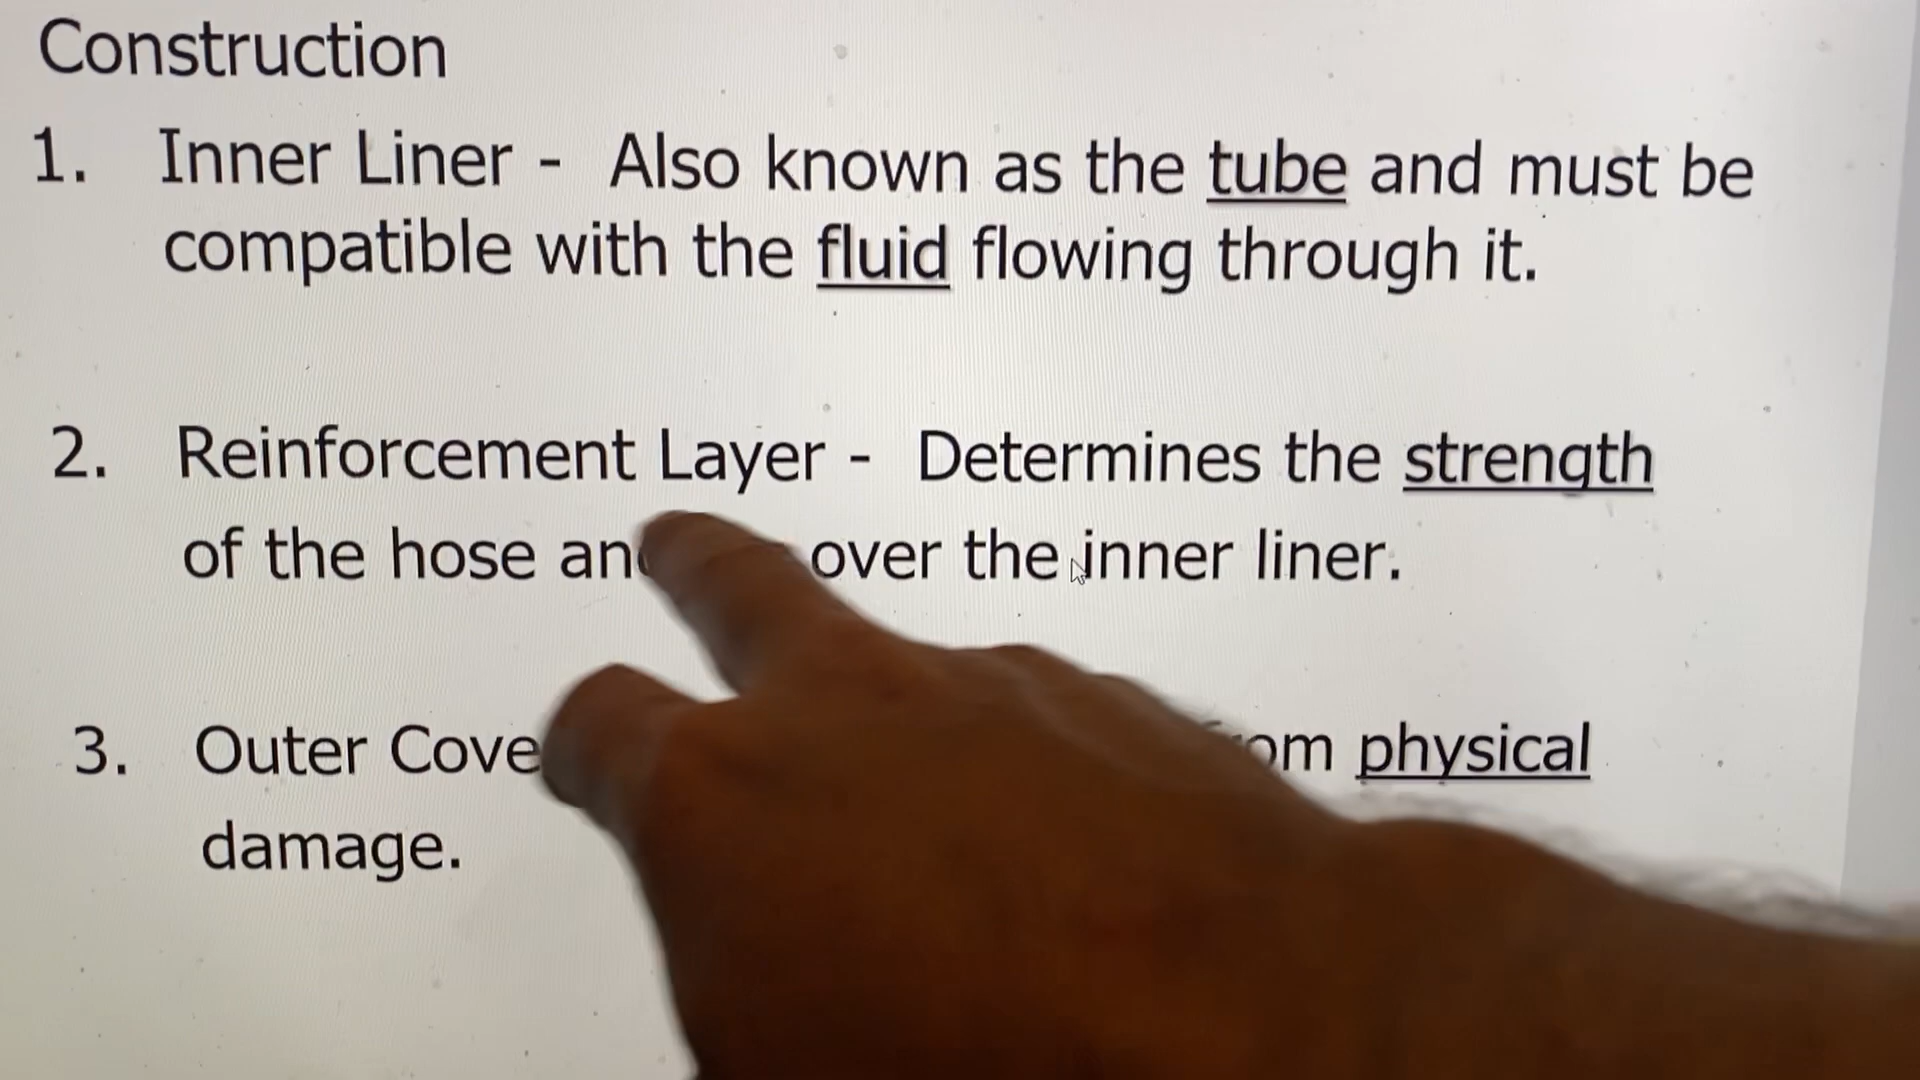 Construction
1. Inner Liner - Also known as the tube and must be
compatible with the fluid flowing through it.
2. Reinforcement Layer - Determines the strength
of the hose over the inner liner.
3. Outer physical
damage.